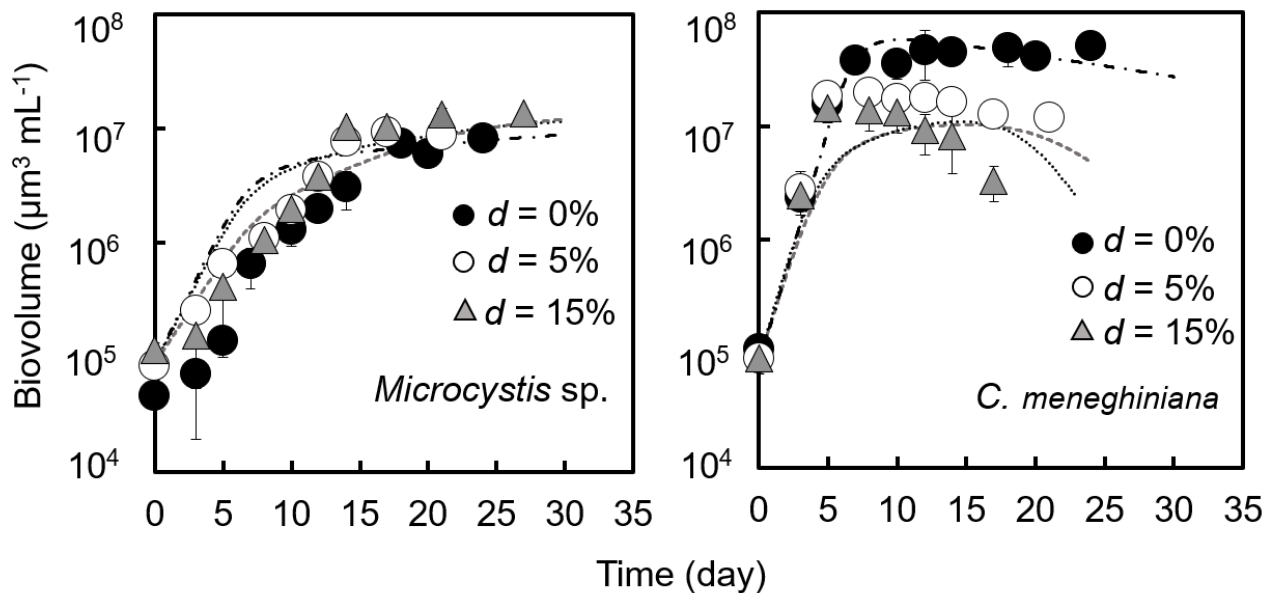 Biovolume (µm³ mL⁻¹)
10⁸
10⁷
10⁶
10⁵
10⁴
d = 0%
d = 5%
d = 15%
Microcystis sp.
0 5 10 15 20 25 30 35
10⁸
10⁷
10⁶
10⁵
10⁴
d = 0%
d = 5%
d = 15%
C. meneghiniana
0 5 10 15 20 25 30 35
Time (day)